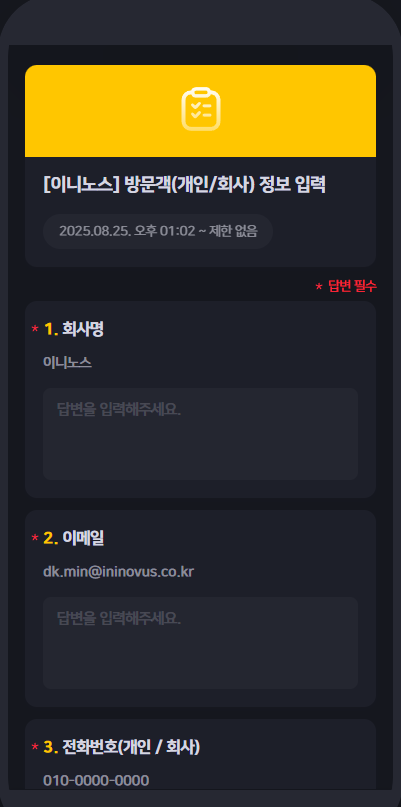 [이니노스] 방문객(개인/회사) 정보 입력
2025.08.25. 오후 01:02 ~ 제한 없음
* 답변 필수
* 1. 회사명
이니노스
답변을 입력해주세요.
* 2. 이메일
dk.min@ininovus.co.kr
답변을 입력해주세요.
* 3. 전화번호(개인 / 회사)
010-0000-0000